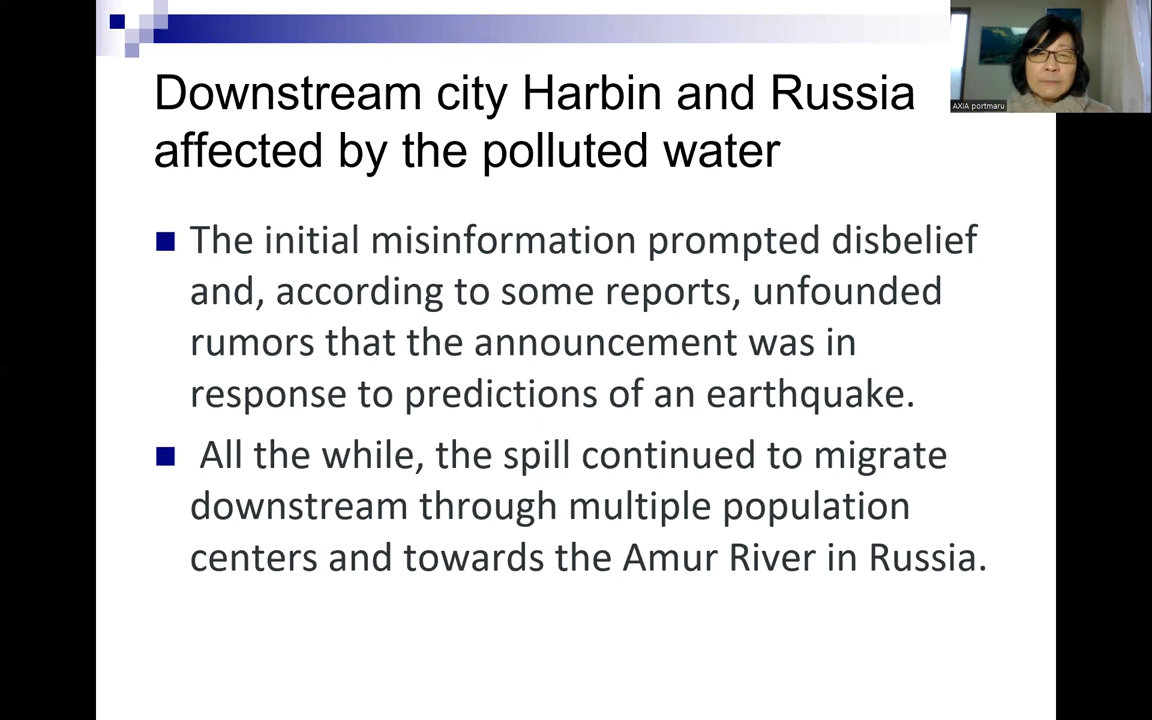 Downstream city Harbin and Russia
affected by the polluted water
AXIA portmaru
The initial misinformation prompted disbelief
and, according to some reports, unfounded
rumors that the announcement was in
response to predictions of an earthquake.
All the while, the spill continued to migrate
downstream through multiple population
centers and towards the Amur River in Russia.